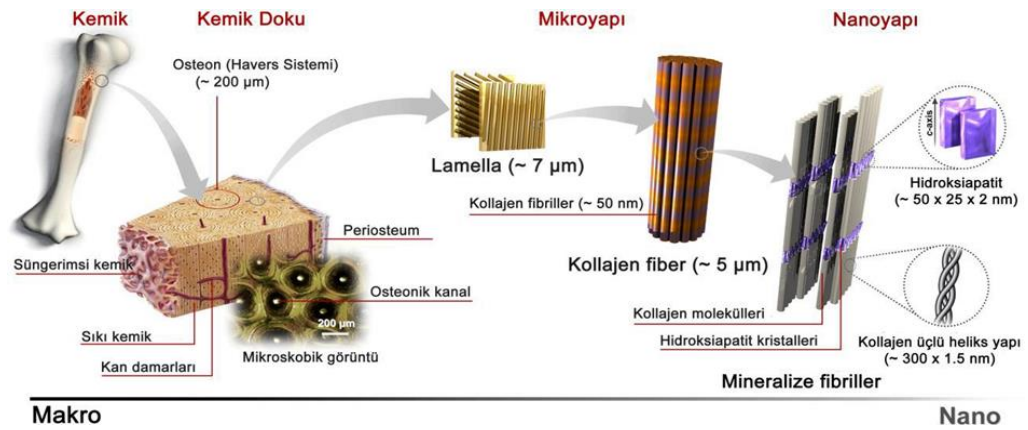 Kemik
Kemik Doku
Mikroyapı
Nanoyapı
Osteon (Havers Sistemi)
(~ 200 µm)
Lamella (~ 7 µm)
Kollajen fibriller (~ 50 nm)
Kollajen fiber (~ 5 µm)
c-axis
Hidroksiapatit
(~ 50 x 25 x 2 nm)
Periosteum
Süngerimsi kemik
Osteonik kanal
200 µm
Sıkı kemik
Mikroskobik görüntü
Kan damarları
Kollajen molekülleri
Hidroksiapatit kristalleri
Kollajen üçlü heliks yapı
(~ 300 x 1.5 nm)
Mineralize fibriller
Makro
Nano